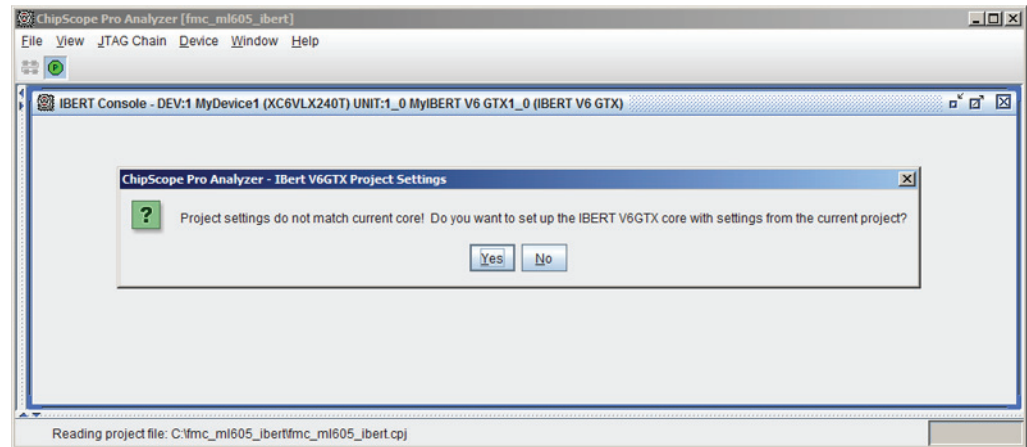 ChipScope Pro Analyzer [fmc_ml605_ibert]
File View JTAG Chain Device Window Help
P
IBERT Console - DEV:1 MyDevice1 (XC6VLX240T) UNIT:1_0 MyIBERT V6 GTX1_0 (IBERT V6 GTX)
ChipScope Pro Analyzer - IBert V6GTX Project Settings
? Project settings do not match current core! Do you want to set up the IBERT V6GTX core with settings from the current project?
Yes No
Reading project file: C:\fmc_ml605_ibert\fmc_ml605_ibert.cpj